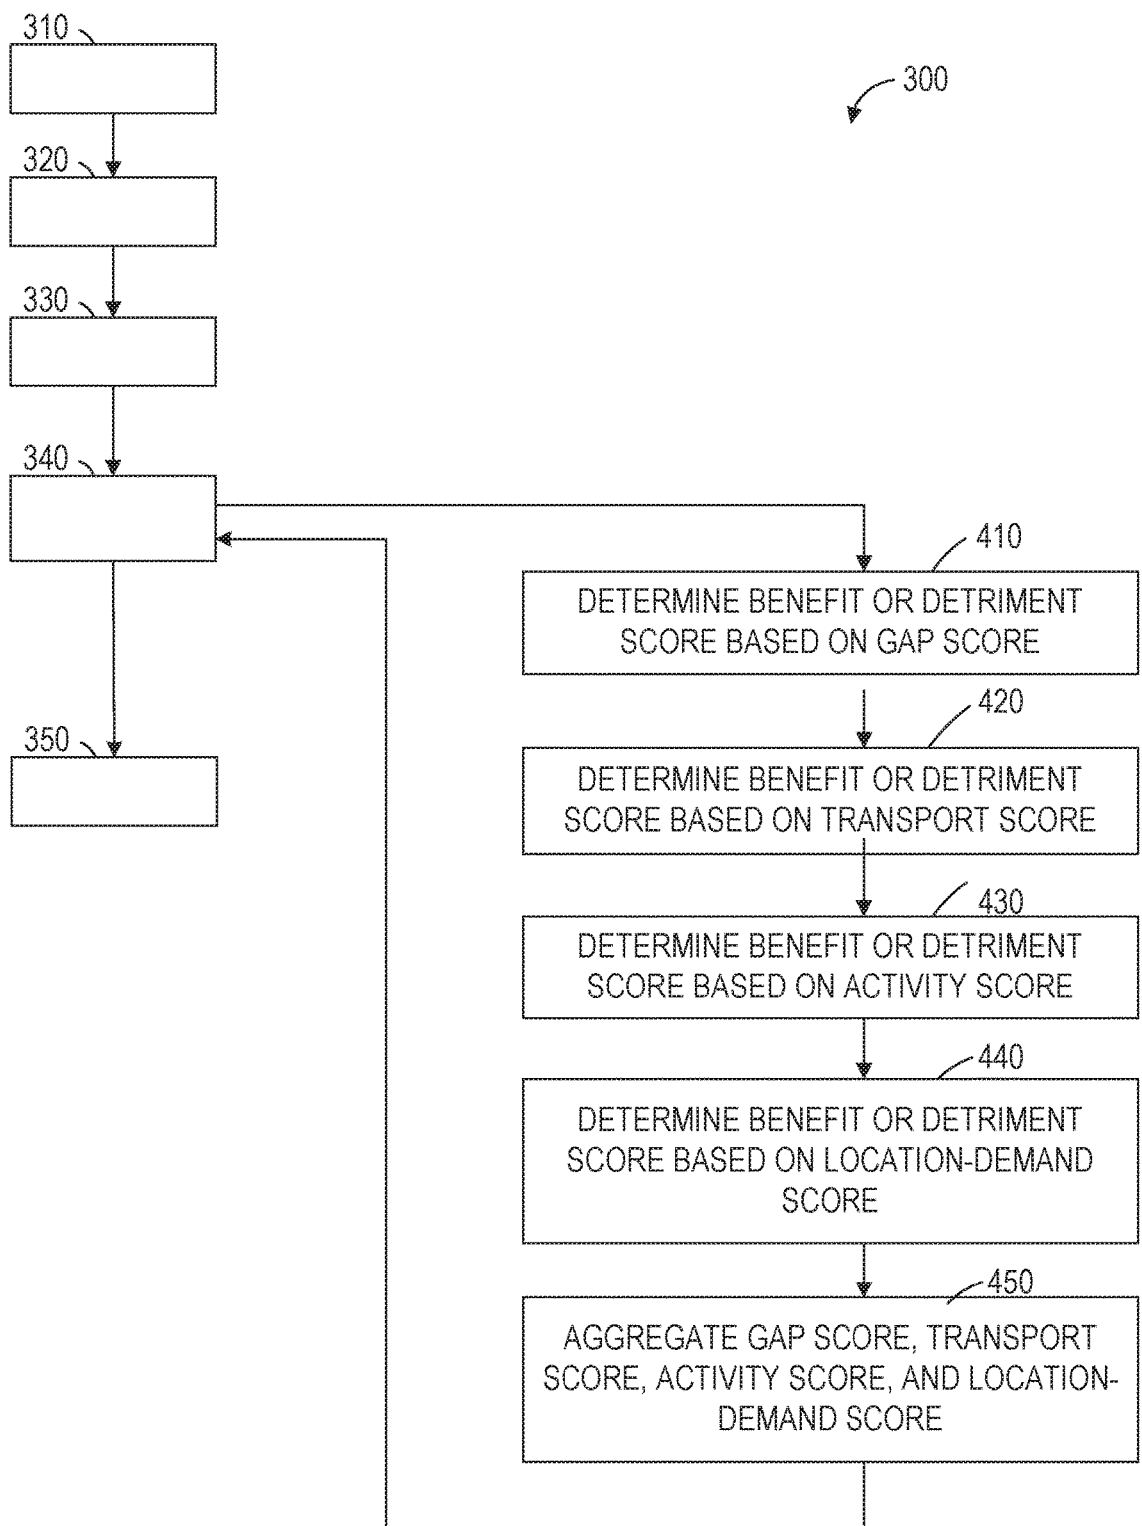 310
300
320
330
340
410
DETERMINE BENEFIT OR DETRIMENT
SCORE BASED ON GAP SCORE
420
350
DETERMINE BENEFIT OR DETRIMENT
SCORE BASED ON TRANSPORT SCORE
430
DETERMINE BENEFIT OR DETRIMENT
SCORE BASED ON ACTIVITY SCORE
440
DETERMINE BENEFIT OR DETRIMENT
SCORE BASED ON LOCATION-DEMAND
SCORE
450
AGGREGATE GAP SCORE, TRANSPORT
SCORE, ACTIVITY SCORE, AND LOCATION-
DEMAND SCORE